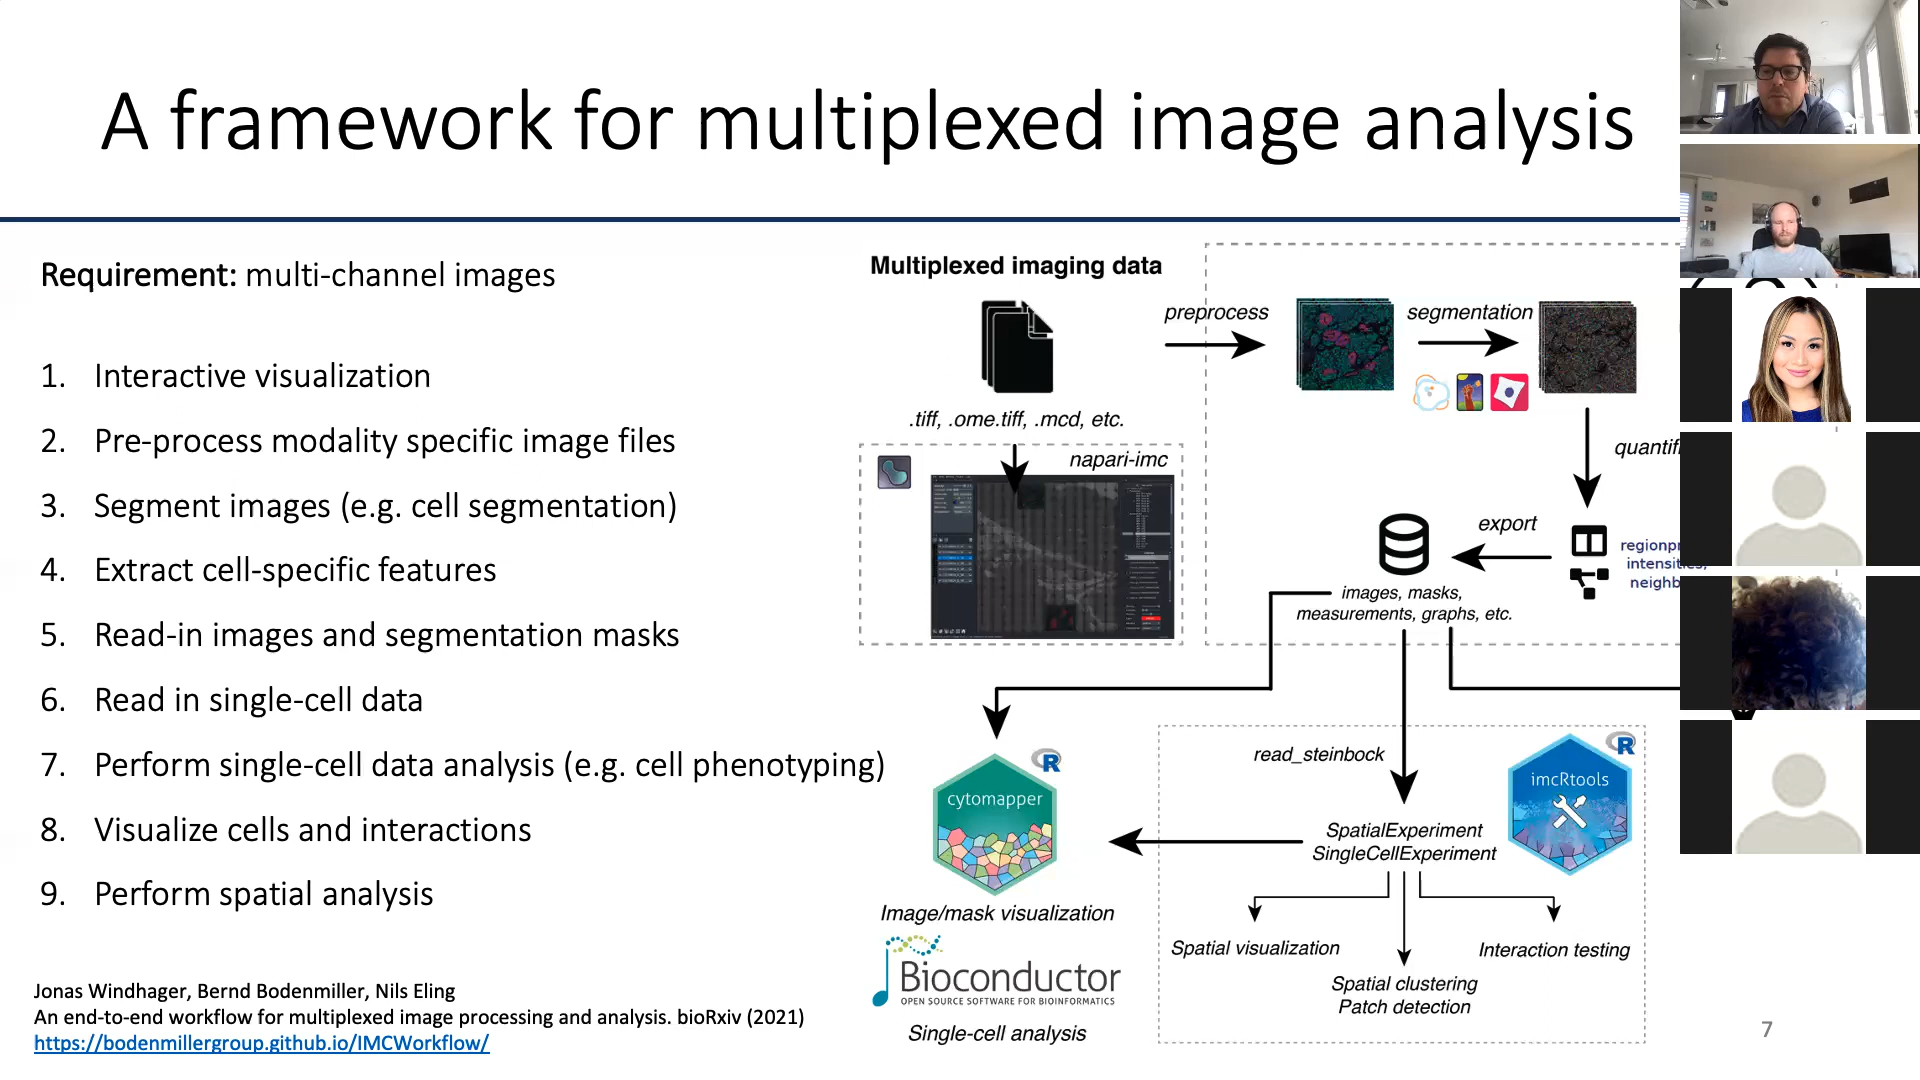 A framework for multiplexed image analysis
Requirement: multi-channel images
1. Interactive visualization
2. Pre-process modality specific image files
3. Segment images (e.g. cell segmentation)
4. Extract cell-specific features
5. Read-in images and segmentation masks
6. Read in single-cell data
7. Perform single-cell data analysis (e.g. cell phenotyping)
8. Visualize cells and interactions
9. Perform spatial analysis
Jonas Windhager, Bernd Bodenmiller, Nils Eling
An end-to-end workflow for multiplexed image processing and analysis. bioRxiv (2021)
https://bodenmillergroup.github.io/IMCWorkflow/
Multiplexed imaging data
preprocess
segmentation
.tiff, .ome.tiff, .mcd, etc.
napari-imc
export
images, masks,
measurements, graphs, etc.
read_steinbock
R
cytomapper
R
imcRtools
SpatialExperiment
SingleCellExperiment
Image/mask visualization
Bioconductor
OPEN SOURCE SOFTWARE FOR BIOINFORMATICS
Single-cell analysis
Spatial visualization
Interaction testing
Spatial clustering
Patch detection
7